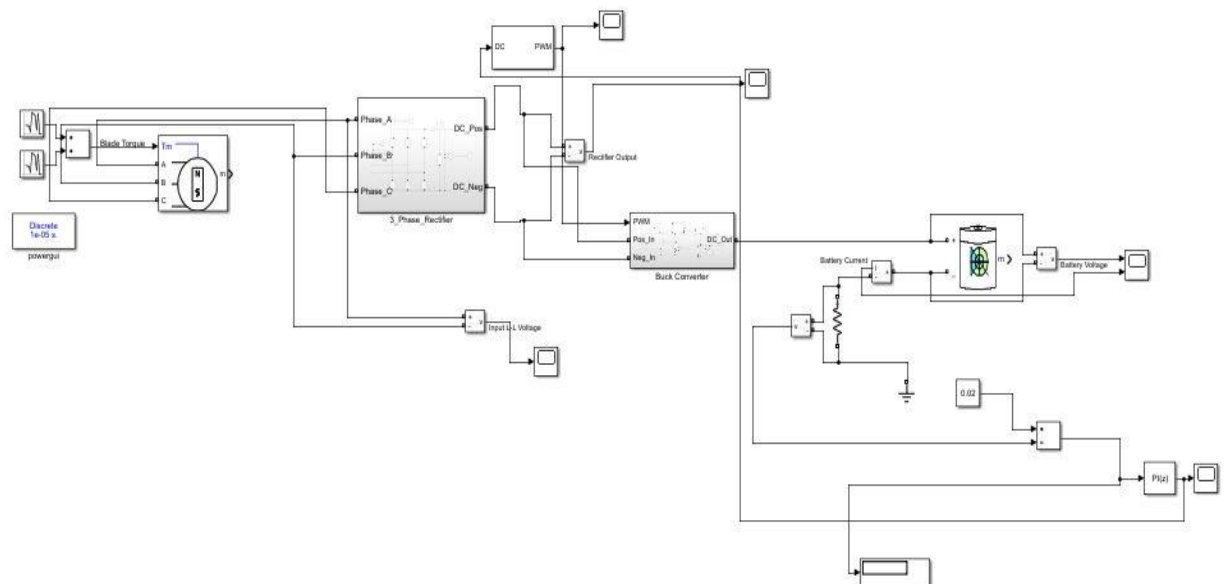 DC
PWM
Phase_A
DC_Pos
Blade Torque
Tm
Rectifier Output
A
N
m
Phase_B
B
S
C
Phase_C
DC_Neg
3_Phase_Rectifier
Discrete
1e-05 s.
powergui
PWM
Pos_In
DC_Out
Neg_In
Buck Converter
Battery Current
m
Battery Voltage
Input L-L Voltage
0.02
PI(z)